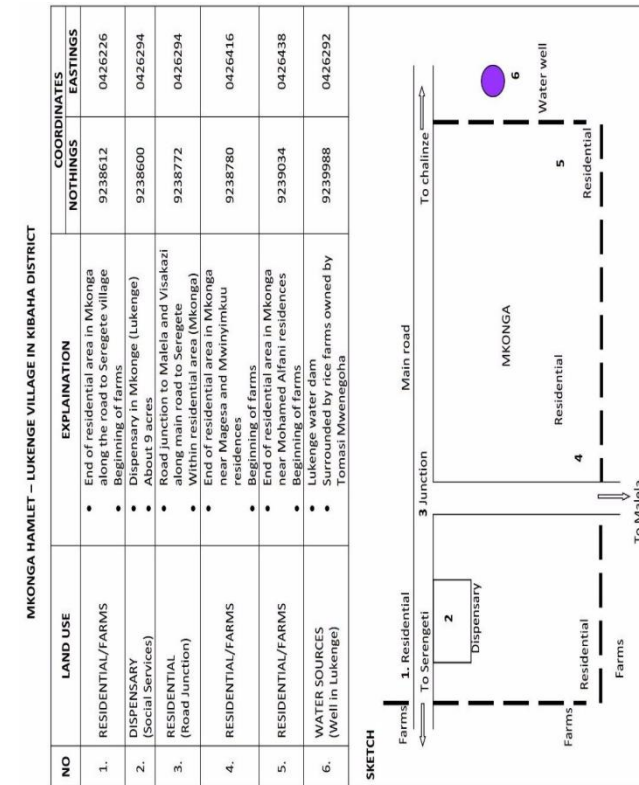 MKONGA HAMLET – LUKENGE VILLAGE IN KIBAHA DISTRICT
NO
LAND USE
EXPLAINATION
COORDINATES
NOTHINGS
EASTINGS
1.
RESIDENTIAL/FARMS
• End of residential area in Mkonga
along the road to Seregete village
• Beginning of farms
9238612
0426226
2.
DISPENSARY
(Social Services)
• Dispensary in Mkonge (Lukenge)
• About 9 acres
9238600
0426294
3.
RESIDENTIAL
(Road Junction)
• Road Junction to Malela and Visakazi
along main road to Seregete
• Within residential area (Mkonga)
9238772
0426294
4.
RESIDENTIAL/FARMS
• End of residential area in Mkonga
near Magesa and Mwinyimkuu
residences
• Beginning of farms
9238780
0426416
5.
RESIDENTIAL/FARMS
• End of residential area in Mkonga
near Mohamed Alfani residences
• Beginning of farms
9239034
0426438
6.
WATER SOURCES
(Well in Lukenge)
• Lukenge water dam
• Surrounded by rice farms owned by
Tomasi Mwenegoha
9239988
0426292
SKETCH
Farms
1. Residential
To Serengeti
2
Dispensary
3 Junction
Main road
To chalinze
6
Water well
MKONGA
Farms
Residential
Farms
To Malela
4
Residential
5
Residential